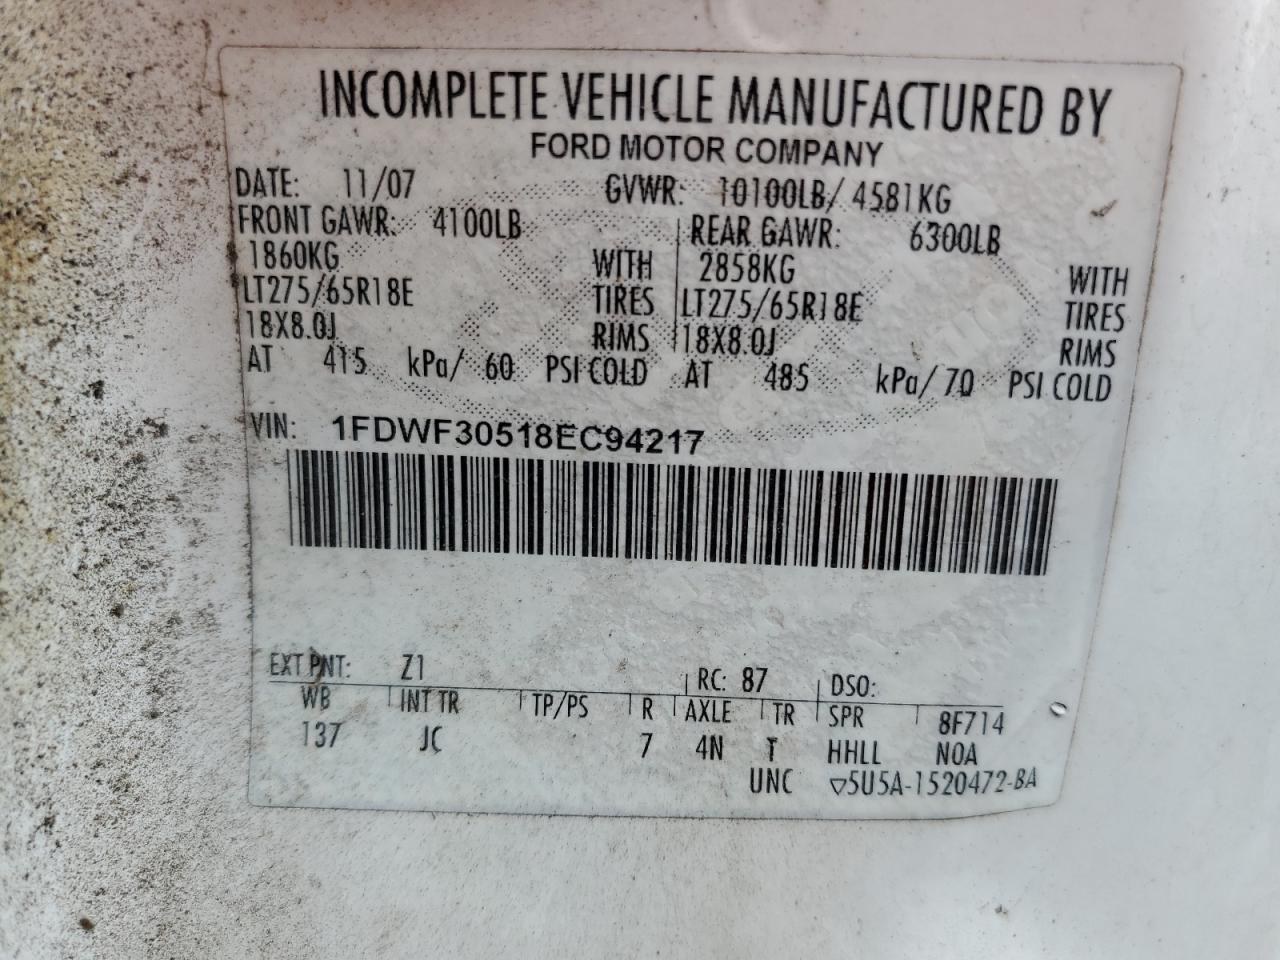 INCOMPLETE VEHICLE MANUFACTURED BY
FORD MOTOR COMPANY
DATE: 11/07 GVWR: 10100LB/ 4581KG
FRONT GAWR: 4100LB REAR GAWR: 6300LB
1860KG WITH 2858KG WITH
LT275/65R18E TIRES LT275/65R18E TIRES
18X8.0J RIMS 18X8.0J RIMS
AT 415 kPa/ 60 PSI COLD AT 485 kPa/ 70 PSI COLD
VIN: 1FDWF30518EC94217
EXT PNT: Z1 RC: 87 DSO:
WB INT TR TP/PS R AXLE TR SPR 8F714
137 JC 7 4N T HHLL NOA
UNC ▽5U5A-1520472-BA